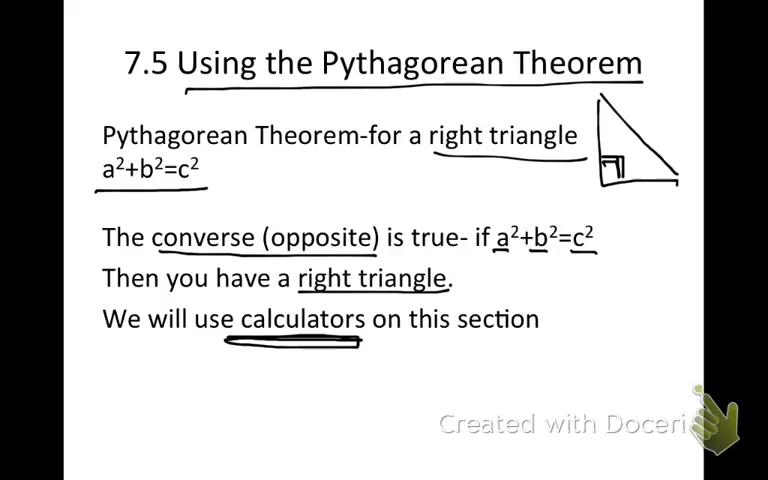 7.5 Using the Pythagorean Theorem
Pythagorean Theorem-for a right triangle
a²+b²=c²
The converse (opposite) is true- if a²+b²=c²
Then you have a right triangle.
We will use calculators on this section
Created with Doceri